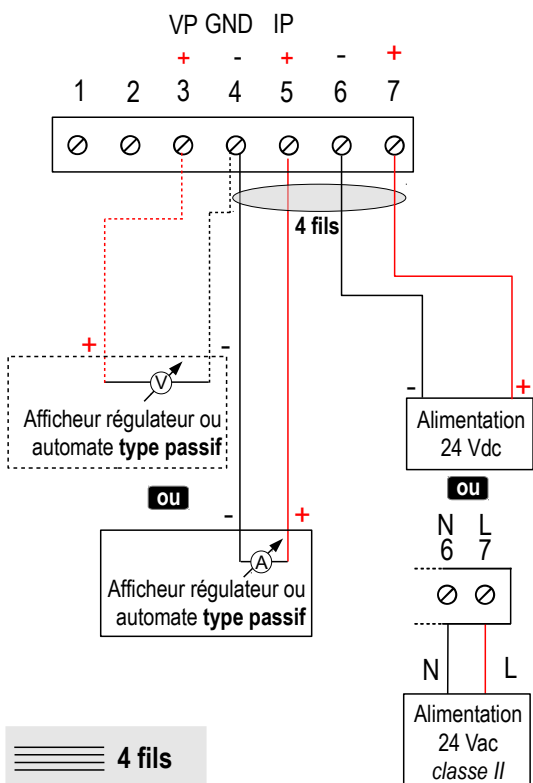 VP GND IP
+ - + - +
1 2 3 4 5 6 7
4 fils
+ -
V
Afficheur régulateur ou
automate type passif
ou
- +
A
Afficheur régulateur ou
automate type passif
- +
Alimentation
24 Vdc
ou
N L
6 7
N L
Alimentation
24 Vac
classe II
4 fils